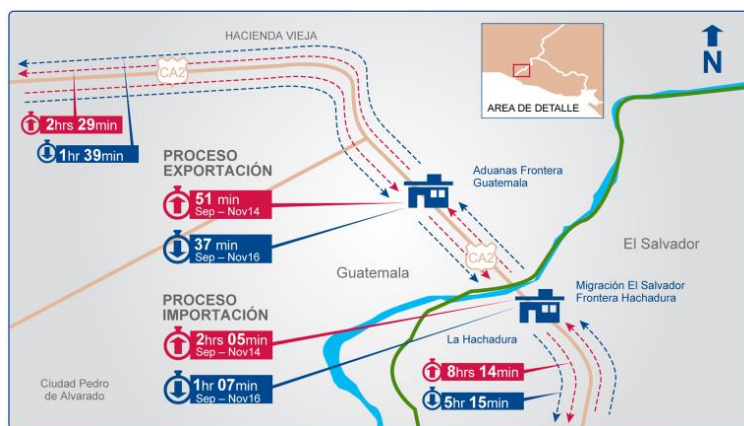 HACIENDA VIEJA
CA2
N
AREA DE DETALLE
2hrs 29min
1hr 39min
PROCESO
EXPORTACIÓN
51 min
Sep – Nov14
37 min
Sep – Nov16
Aduanas Frontera
Guatemala
CA2
El Salvador
Guatemala
Migración El Salvador
Frontera Hachadura
PROCESO
IMPORTACIÓN
2hrs 05min
Sep – Nov14
1hr 07min
Sep – Nov16
La Hachadura
8hrs 14min
5hr 15min
Ciudad Pedro
de Alvarado